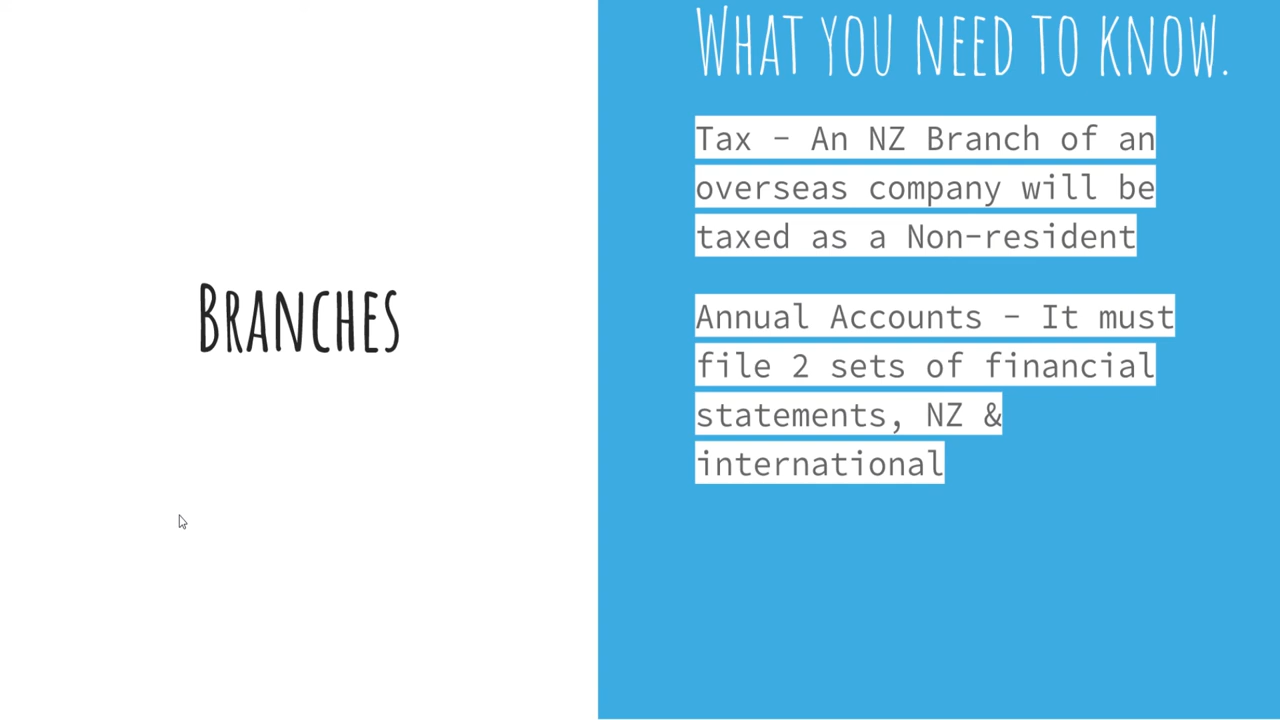 Branches
What you need to know.
Tax - An NZ Branch of an
overseas company will be
taxed as a Non-resident
Annual Accounts - It must
file 2 sets of financial
statements, NZ &
international